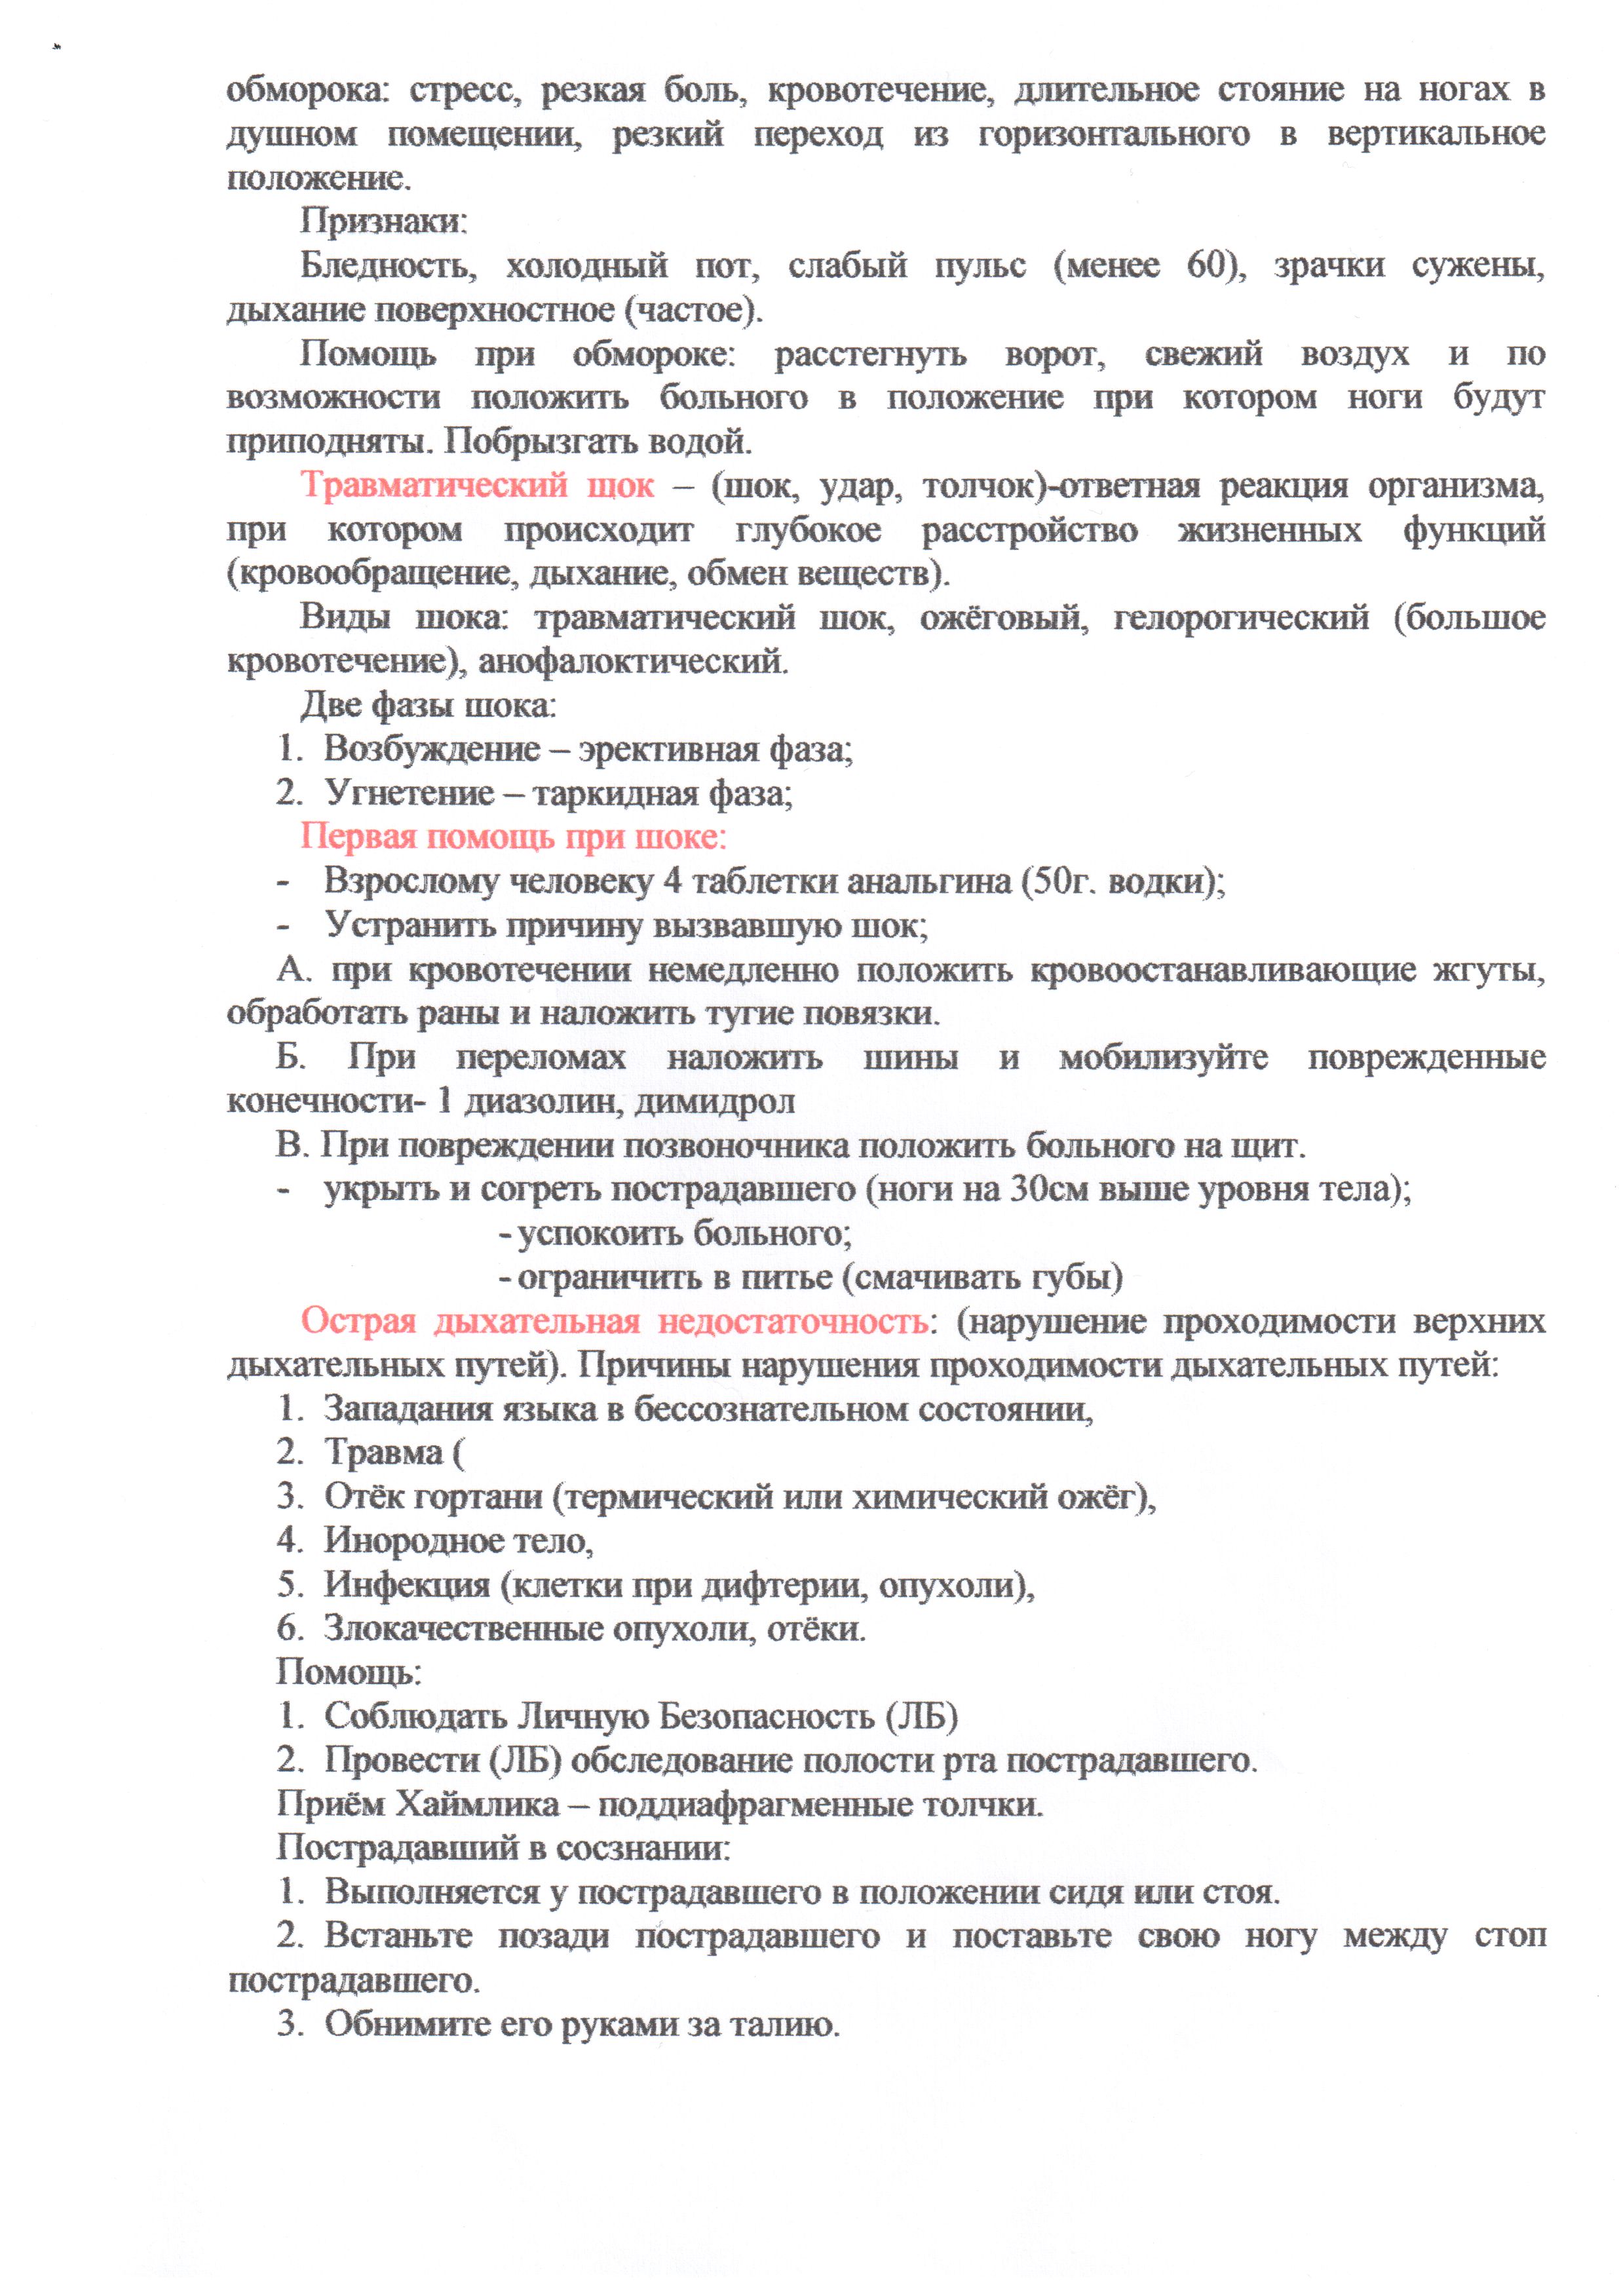 обморока: стресс, резкая боль, кровотечение, длительное стояние на ногах в
душном помещении, резкий переход из горизонтального в вертикальное
положение.
Признаки:
Бледность, холодный пот, слабый пульс (менее 60), зрачки сужены,
дыхание поверхностное (частое).
Помощь при обмороке: расстегнуть ворот, свежий воздух и по
возможности положить больного в положение при котором ноги будут
приподняты. Побрызгать водой.
Травматический шок – (шок, удар, толчок)-ответная реакция организма,
при котором происходит глубокое расстройство жизненных функций
(кровообращение, дыхание, обмен веществ).
Виды шока: травматический шок, ожёговый, гелорогический (большое
кровотечение), анофалоктический.
Две фазы шока:
1. Возбуждение – эрективная фаза;
2. Угнетение – таркидная фаза;
Первая помощь при шоке:
- Взрослому человеку 4 таблетки анальгина (50г. водки);
- Устранить причину вызвавшую шок;
А. при кровотечении немедленно положить кровоостанавливающие жгуты,
обработать раны и наложить тугие повязки.
Б. При переломах наложить шины и мобилизуйте поврежденные
конечности- 1 диазолин, димидрол
В. При повреждении позвоночника положить больного на щит.
- укрыть и согреть пострадавшего (ноги на 30см выше уровня тела);
- успокоить больного;
- ограничить в питье (смачивать губы)
Острая дыхательная недостаточность: (нарушение проходимости верхних
дыхательных путей). Причины нарушения проходимости дыхательных путей:
1. Западания языка в бессознательном состоянии,
2. Травма (
3. Отёк гортани (термический или химический ожёг),
4. Инородное тело,
5. Инфекция (клетки при дифтерии, опухоли),
6. Злокачественные опухоли, отёки.
Помощь:
1. Соблюдать Личную Безопасность (ЛБ)
2. Провести (ЛБ) обследование полости рта пострадавшего.
Приём Хаймлика – поддиафрагменные толчки.
Пострадавший в сосзнании:
1. Выполняется у пострадавшего в положении сидя или стоя.
2. Встаньте позади пострадавшего и поставьте свою ногу между стоп
пострадавшего.
3. Обнимите его руками за талию.